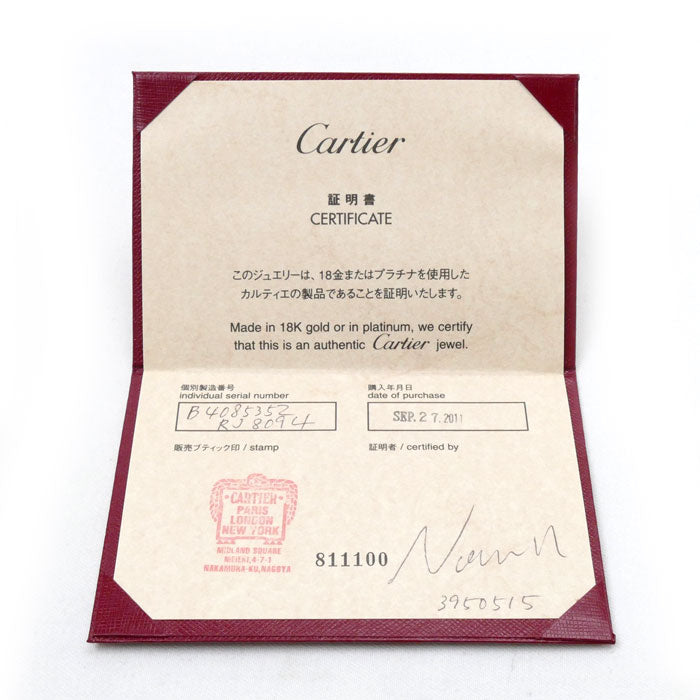 Cartier
証明書
CERTIFICATE
このジュエリーは、18金またはプラチナを使用した
カルティエの製品であることを証明いたします。
Made in 18K gold or in platinum, we certify
that this is an authentic Cartier jewel.
個別製造番号
individual serial number
B4085352
RJ8094
購入年月日
date of purchase
SEP.27.2011
販売ブティック印 / stamp
証明者 / certified by
CARTIER
PARIS
LONDON
NEW YORK
MIDLAND SQUARE
MEIEKI,4-7-1
NAKAMURA-KU,NAGOYA
811100
3950515